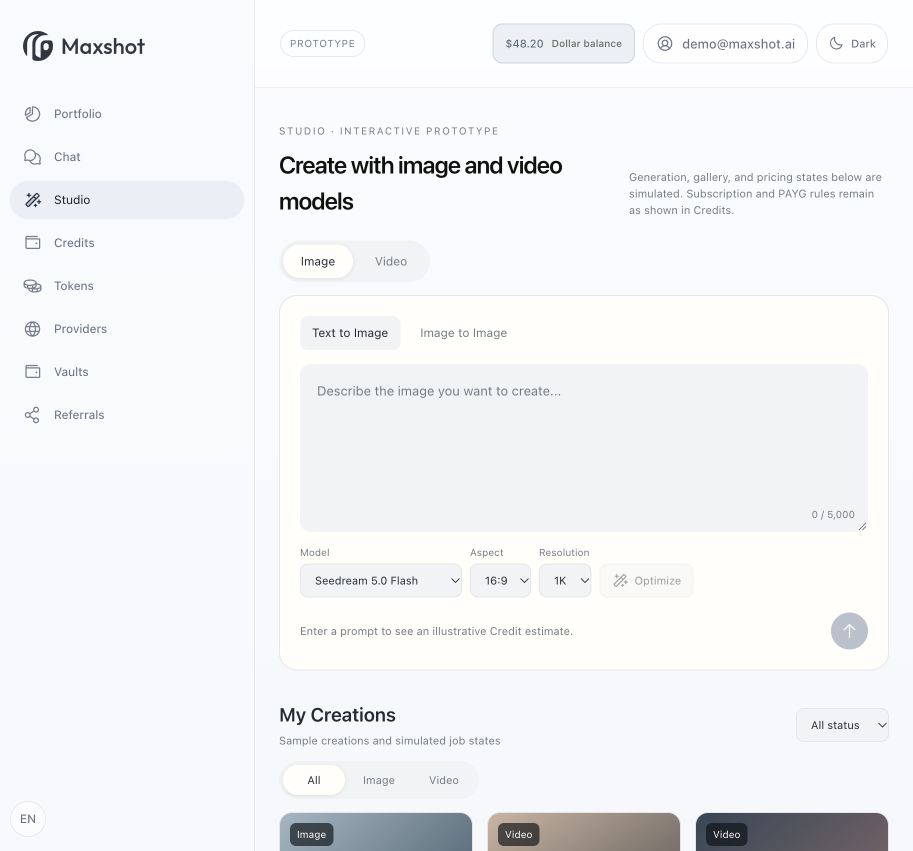 Maxshot
PROTOTYPE
$48.20 Dollar balance
demo@maxshot.ai
Dark
Portfolio
Chat
Studio
Credits
Tokens
Providers
Vaults
Referrals
EN
STUDIO · INTERACTIVE PROTOTYPE
Create with image and video
models
Generation, gallery, and pricing states below are
simulated. Subscription and PAYG rules remain
as shown in Credits.
Image Video
Text to Image Image to Image
Describe the image you want to create...
0 / 5,000
Model Aspect Resolution
Seedream 5.0 Flash 16:9 1K Optimize
Enter a prompt to see an illustrative Credit estimate.
My Creations
All status
Sample creations and simulated job states
All Image Video
Image Video Video